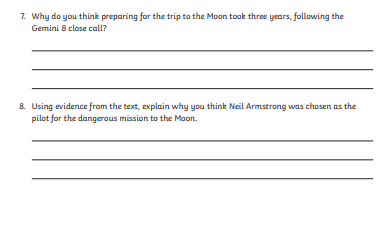 7. Why do you think preparing for the trip to the Moon took three years, following the
Gemini 8 close call?
8. Using evidence from the text, explain why you think Neil Armstrong was chosen as the
pilot for the dangerous mission to the Moon.